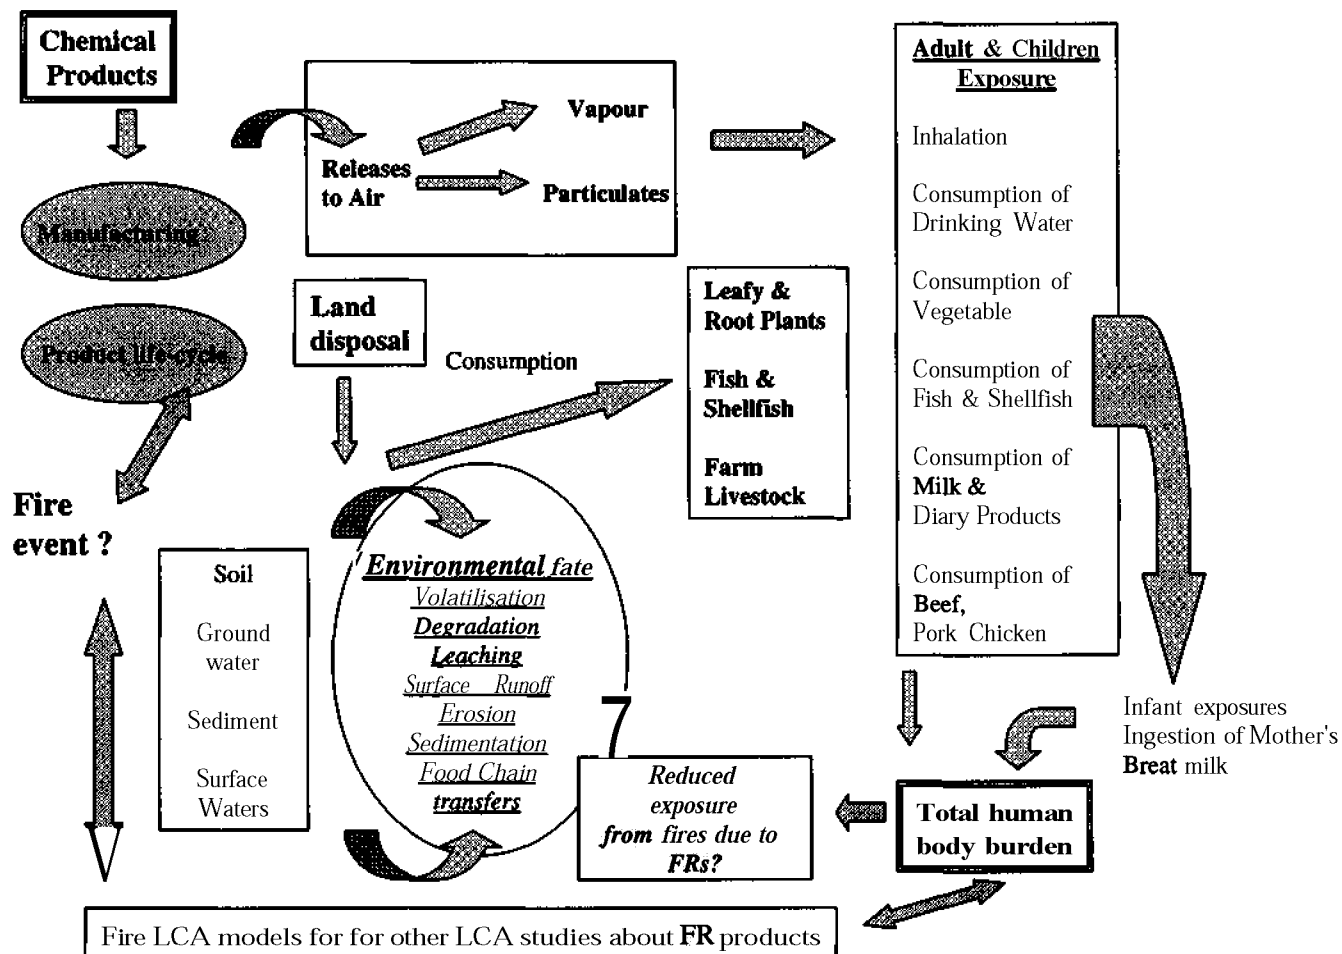 Chemical
Products
Manufacturing
Product life-cycle
Fire
event ?
Releases
to Air
Vapour
Particulates
Land
disposal
Consumption
Leafy &
Root Plants
Fish &
Shellfish
Farm
Livestock
Soil
Ground
water
Sediment
Surface
Waters
Environmental fate
Volatilisation
Degradation
Leaching
Surface Runoff
Erosion
Sedimentation
Food Chain
transfers
7
Reduced
exposure
from fires due to
FRs?
Adult & Children
Exposure
Inhalation
Consumption of
Drinking Water
Consumption of
Vegetable
Consumption of
Fish & Shellfish
Consumption of
Milk &
Diary Products
Consumption of
Beef,
Pork Chicken
Infant exposures
Ingestion of Mother's
Breat milk
Total human
body burden
Fire LCA models for for other LCA studies about FR products